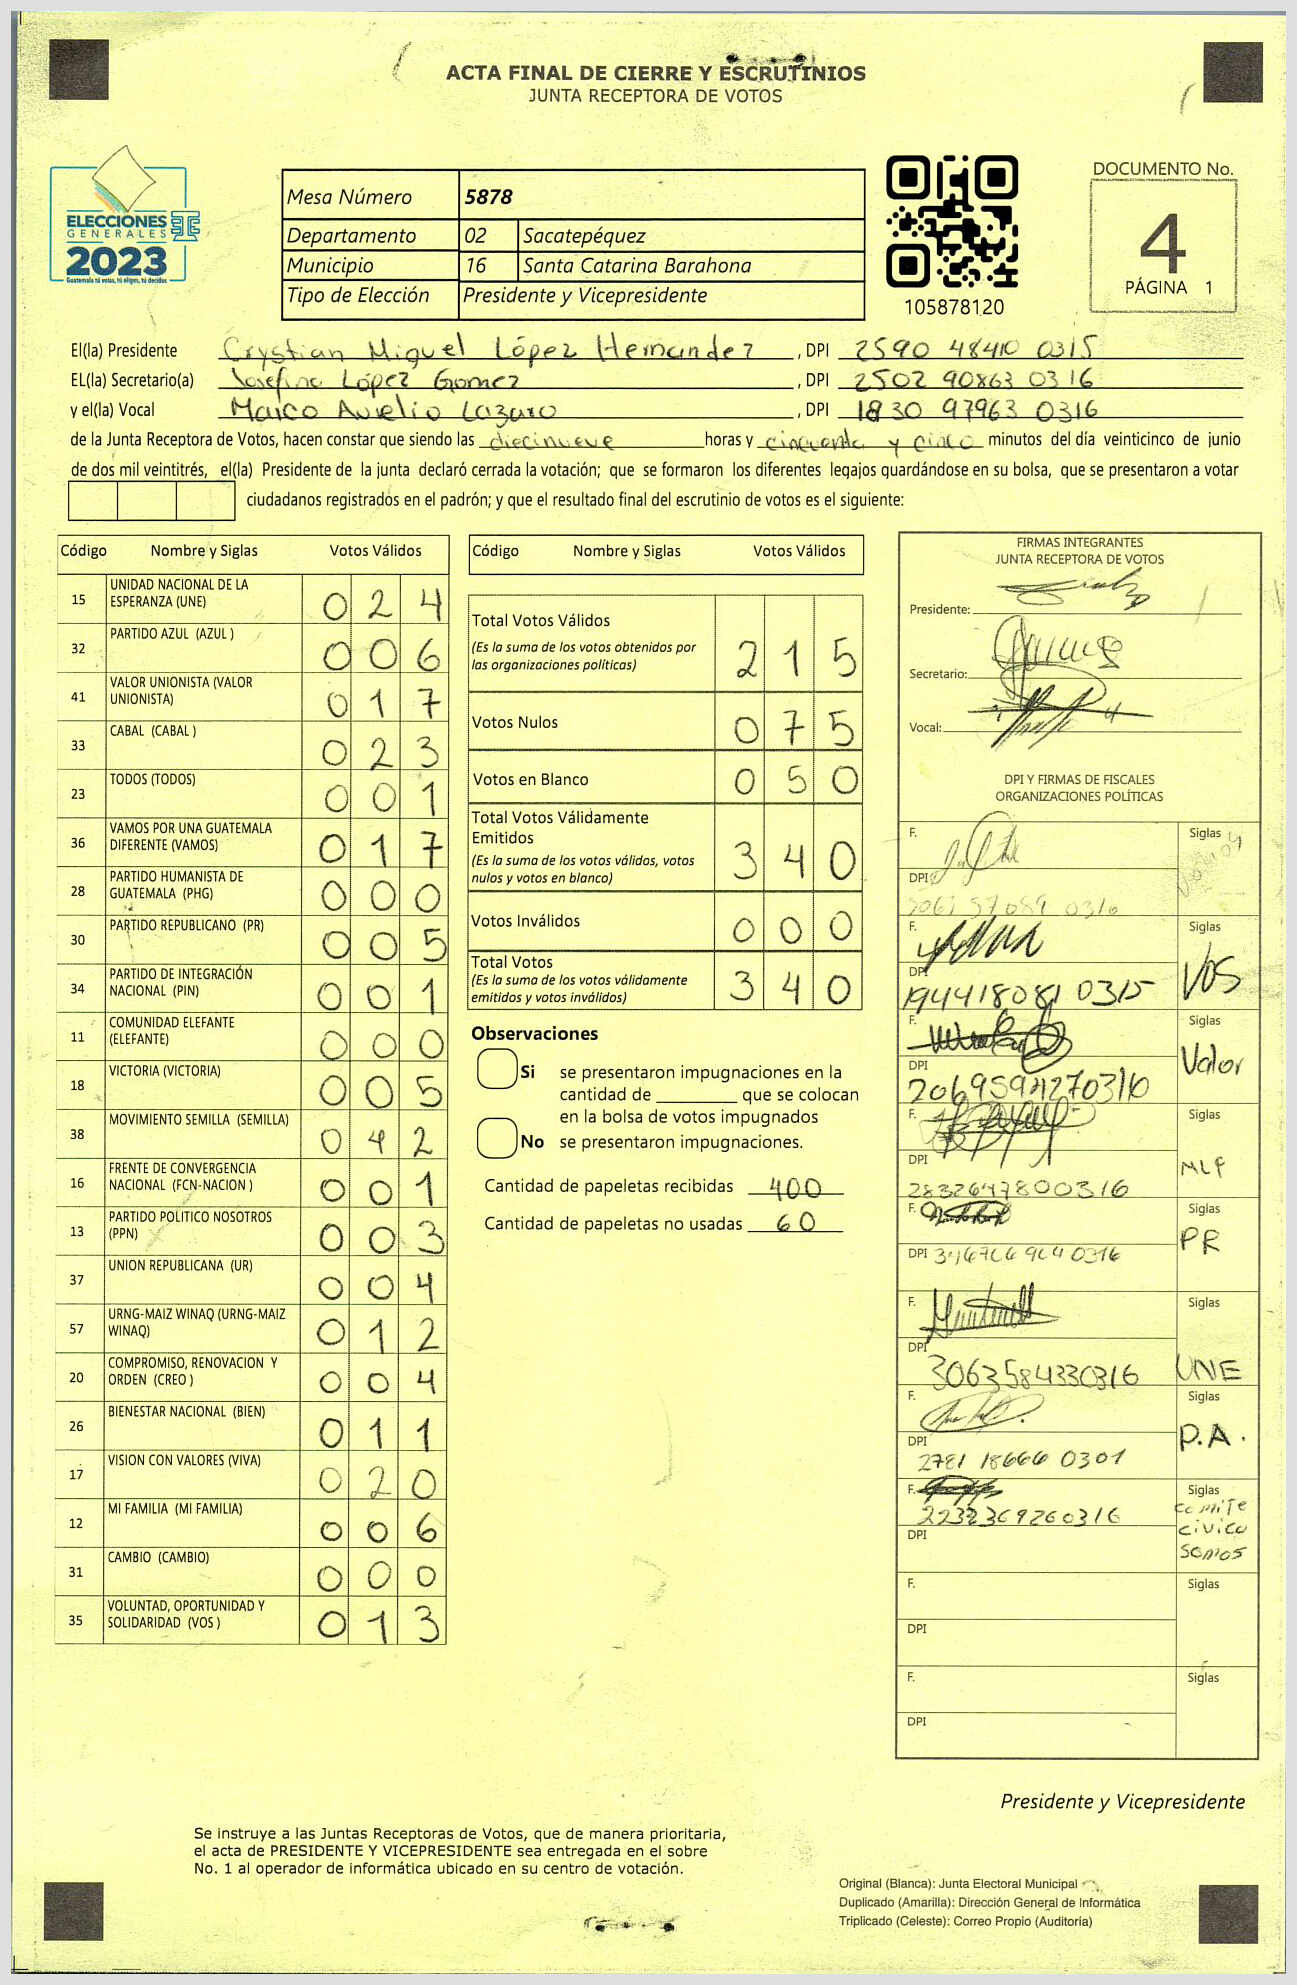 ACTA FINAL DE CIERRE Y ESCRUTINIOS
JUNTA RECEPTORA DE VOTOS
ELECCIONES
GENERALES
2023
Guatemala tú votas, tú eliges, tú decides
Mesa Número 5878
Departamento 02 Sacatepéquez
Municipio 16 Santa Catarina Barahona
Tipo de Elección Presidente y Vicepresidente
105878120
DOCUMENTO No.
4
PÁGINA 1
El(la) Presidente Crystian Miguel López Hernandez , DPI 2590 48410 0315
EL(la) Secretario(a) Josefina López Gomez , DPI 2502 90863 0316
y el(la) Vocal Marco Aurelio Lazaro , DPI 1830 97963 0316
de la Junta Receptora de Votos, hacen constar que siendo las diecinueve horas y cincuenta y cinco minutos del día veinticinco de junio
de dos mil veintitrés, el(la) Presidente de la junta declaró cerrada la votación; que se formaron los diferentes legajos guardándose en su bolsa, que se presentaron a votar
ciudadanos registrados en el padrón; y que el resultado final del escrutinio de votos es el siguiente:
Código Nombre y Siglas Votos Válidos
15 UNIDAD NACIONAL DE LA ESPERANZA (UNE) 0 2 4
32 PARTIDO AZUL (AZUL ) 0 0 6
41 VALOR UNIONISTA (VALOR UNIONISTA) 0 1 7
33 CABAL (CABAL ) 0 2 3
23 TODOS (TODOS) 0 0 1
36 VAMOS POR UNA GUATEMALA DIFERENTE (VAMOS) 0 1 7
28 PARTIDO HUMANISTA DE GUATEMALA (PHG) 0 0 0
30 PARTIDO REPUBLICANO (PR) 0 0 5
34 PARTIDO DE INTEGRACIÓN NACIONAL (PIN) 0 0 1
11 COMUNIDAD ELEFANTE (ELEFANTE) 0 0 0
18 VICTORIA (VICTORIA) 0 0 5
38 MOVIMIENTO SEMILLA (SEMILLA) 0 4 2
16 FRENTE DE CONVERGENCIA NACIONAL (FCN-NACION ) 0 0 1
13 PARTIDO POLITICO NOSOTROS (PPN) 0 0 3
37 UNION REPUBLICANA (UR) 0 0 4
57 URNG-MAIZ WINAQ (URNG-MAIZ WINAQ) 0 1 2
20 COMPROMISO, RENOVACION Y ORDEN (CREO ) 0 0 4
26 BIENESTAR NACIONAL (BIEN) 0 1 1
17 VISION CON VALORES (VIVA) 0 2 0
12 MI FAMILIA (MI FAMILIA) 0 0 6
31 CAMBIO (CAMBIO) 0 0 0
35 VOLUNTAD, OPORTUNIDAD Y SOLIDARIDAD (VOS ) 0 1 3
Código Nombre y Siglas Votos Válidos
Total Votos Válidos 2 1 5
(Es la suma de los votos obtenidos por
las organizaciones políticas)
Votos Nulos 0 7 5
Votos en Blanco 0 5 0
Total Votos Válidamente
Emitidos 3 4 0
(Es la suma de los votos válidos, votos
nulos y votos en blanco)
Votos Inválidos 0 0 0
Total Votos 3 4 0
(Es la suma de los votos válidamente
emitidos y votos inválidos)
Observaciones
Si se presentaron impugnaciones en la
cantidad de ________ que se colocan
en la bolsa de votos impugnados
No se presentaron impugnaciones.
Cantidad de papeletas recibidas 400
Cantidad de papeletas no usadas 60
FIRMAS INTEGRANTES
JUNTA RECEPTORA DE VOTOS
Presidente:
Secretario:
Vocal:
DPI Y FIRMAS DE FISCALES
ORGANIZACIONES POLÍTICAS
F. Siglas
DPI
F. Siglas VOS
DPI 194418081 0315
F. Siglas Valor
DPI
F. Siglas MLF
DPI 2832647800316
F. Siglas PR
DPI
F. Siglas UNE
DPI 3063584330316
F. Siglas P.A.
DPI 2781 18666 0301
F. Siglas comite civico somos
2232369260316
DPI
F. Siglas
DPI
F. Siglas
DPI
Presidente y Vicepresidente
Se instruye a las Juntas Receptoras de Votos, que de manera prioritaria,
el acta de PRESIDENTE Y VICEPRESIDENTE sea entregada en el sobre
No. 1 al operador de informática ubicado en su centro de votación.
Original (Blanca): Junta Electoral Municipal
Duplicado (Amarilla): Dirección General de Informática
Triplicado (Celeste): Correo Propio (Auditoria)